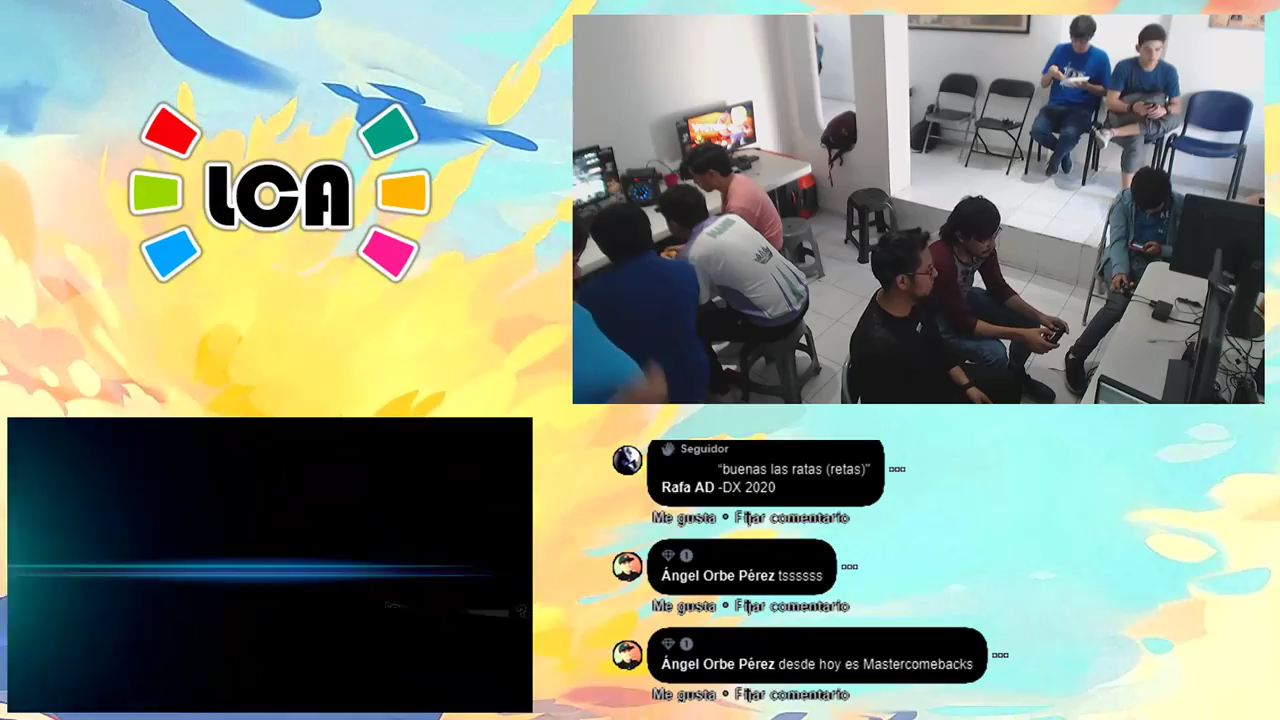 LCA
Seguidor
“buenas las ratas (retas)”
Rafa AD -DX 2020
Me gusta • Fijar comentario
Ángel Orbe Pérez tssssss
Me gusta • Fijar comentario
Ángel Orbe Pérez desde hoy es Mastercomebacks
Me gusta • Fijar comentario